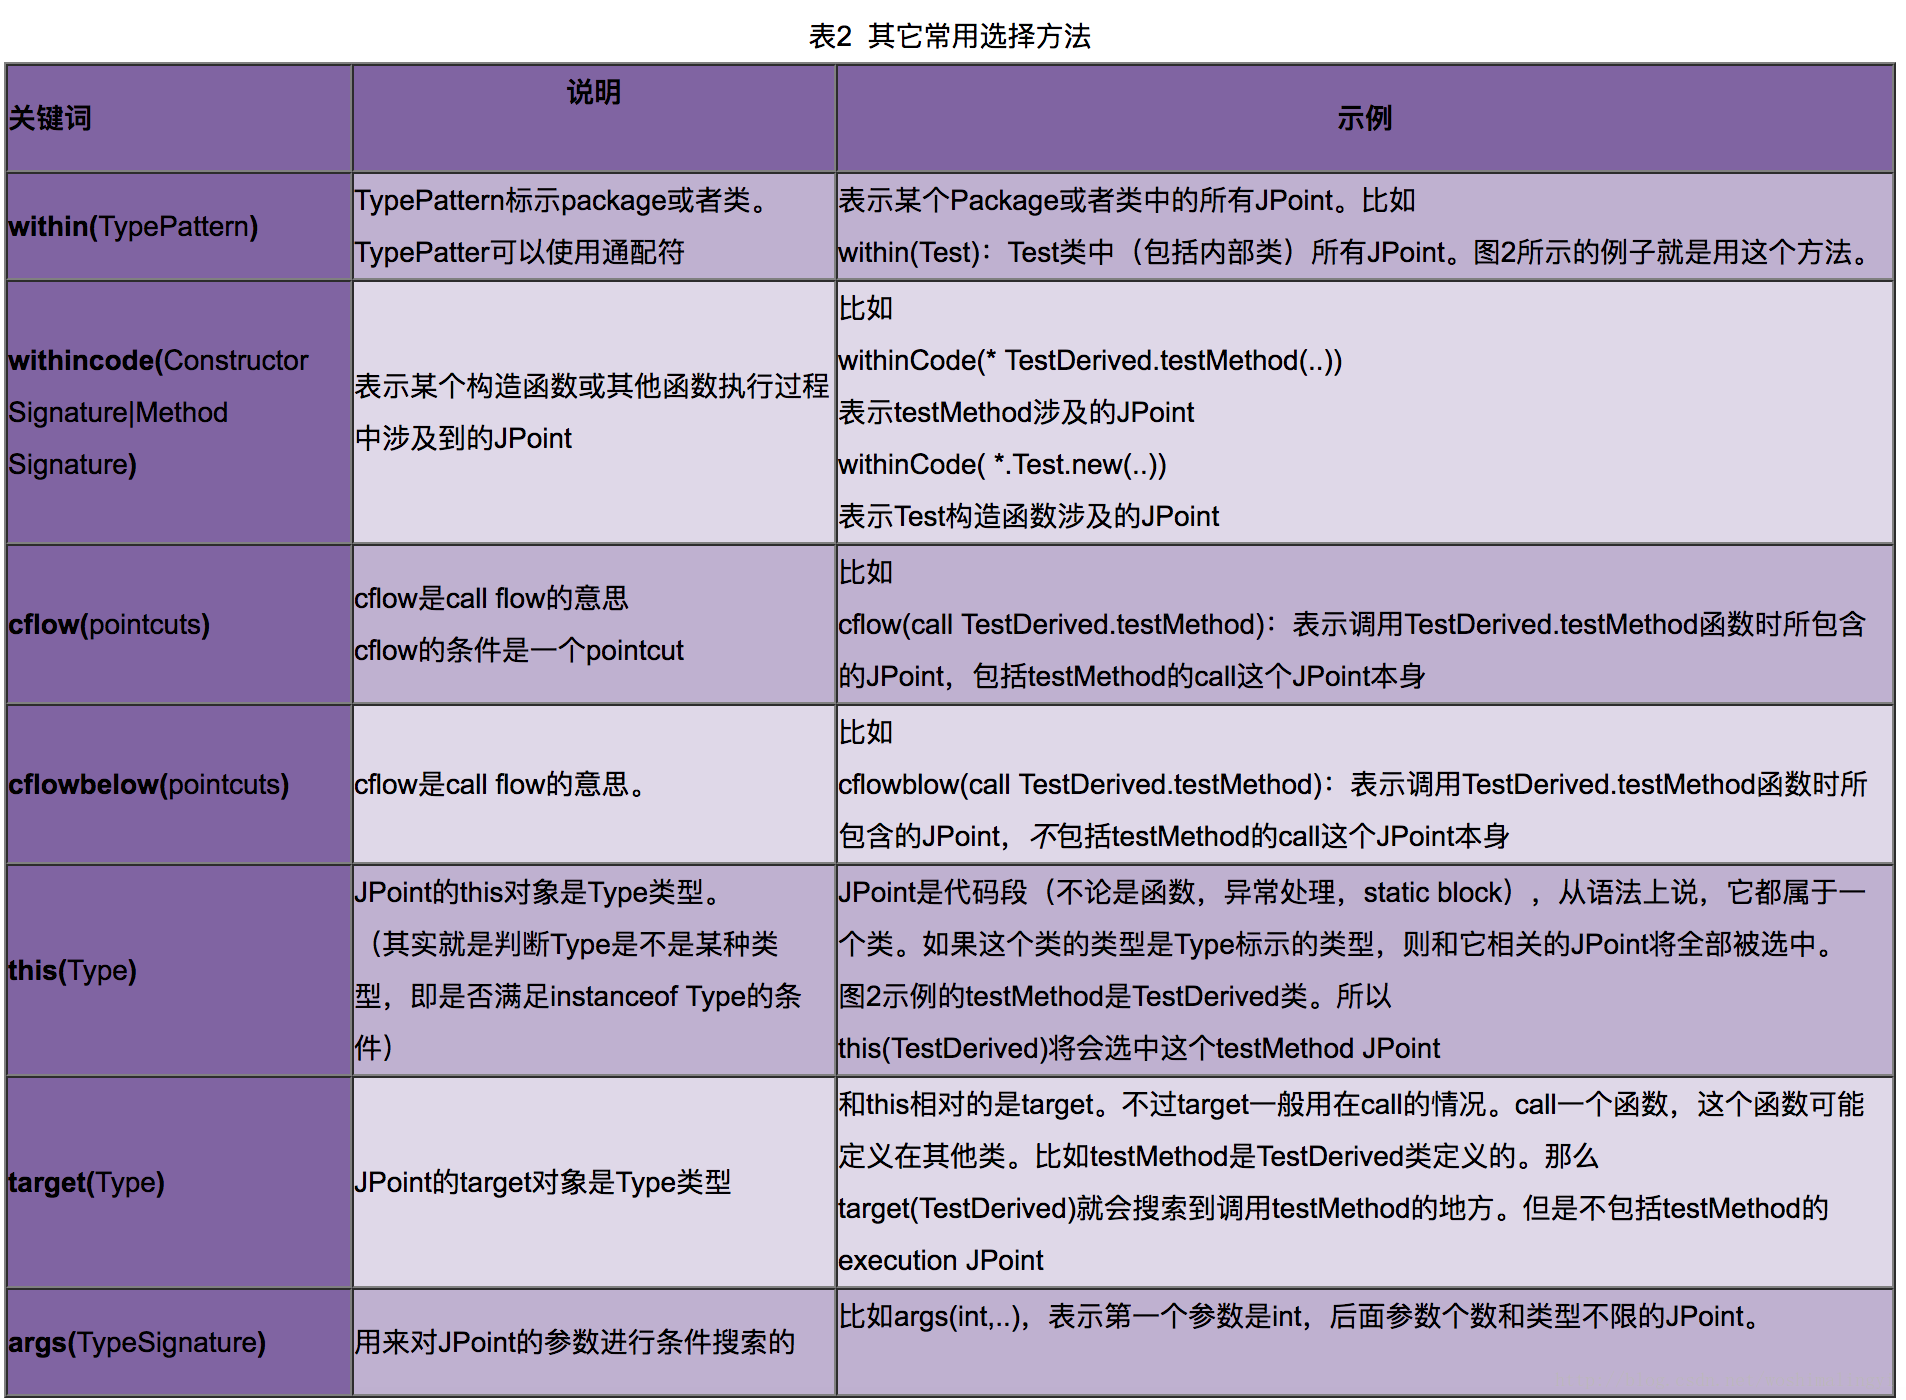 表2 其它常用选择方法
关键词
说明
示例
within(TypePattern)
TypePattern标示package或者类。
TypePatter可以使用通配符
表示某个Package或者类中的所有JPoint。比如
within(Test)：Test类中（包括内部类）所有JPoint。图2所示的例子就是用这个方法。
withincode(Constructor
Signature|Method
Signature)
表示某个构造函数或其他函数执行过程
中涉及到的JPoint
比如
withinCode(* TestDerived.testMethod(..))
表示testMethod涉及的JPoint
withinCode( *.Test.new(..))
表示Test构造函数涉及的JPoint
cflow(pointcuts)
cflow是call flow的意思
cflow的条件是一个pointcut
比如
cflow(call TestDerived.testMethod)：表示调用TestDerived.testMethod函数时所包含
的JPoint，包括testMethod的call这个JPoint本身
cflowbelow(pointcuts)
cflow是call flow的意思。
比如
cflowblow(call TestDerived.testMethod)：表示调用TestDerived.testMethod函数时所
包含的JPoint，不包括testMethod的call这个JPoint本身
this(Type)
JPoint的this对象是Type类型。
（其实就是判断Type是不是某种类
型，即是否满足instanceof Type的条
件）
JPoint是代码段（不论是函数，异常处理，static block），从语法上说，它都属于一
个类。如果这个类的类型是Type标示的类型，则和它相关的JPoint将全部被选中。
图2示例的testMethod是TestDerived类。所以
this(TestDerived)将会选中这个testMethod JPoint
target(Type)
JPoint的target对象是Type类型
和this相对的是target。不过target一般用在call的情况。call一个函数，这个函数可能
定义在其他类。比如testMethod是TestDerived类定义的。那么
target(TestDerived)就会搜索到调用testMethod的地方。但是不包括testMethod的
execution JPoint
args(TypeSignature)
用来对JPoint的参数进行条件搜索的
比如args(int,..)，表示第一个参数是int，后面参数个数和类型不限的JPoint。